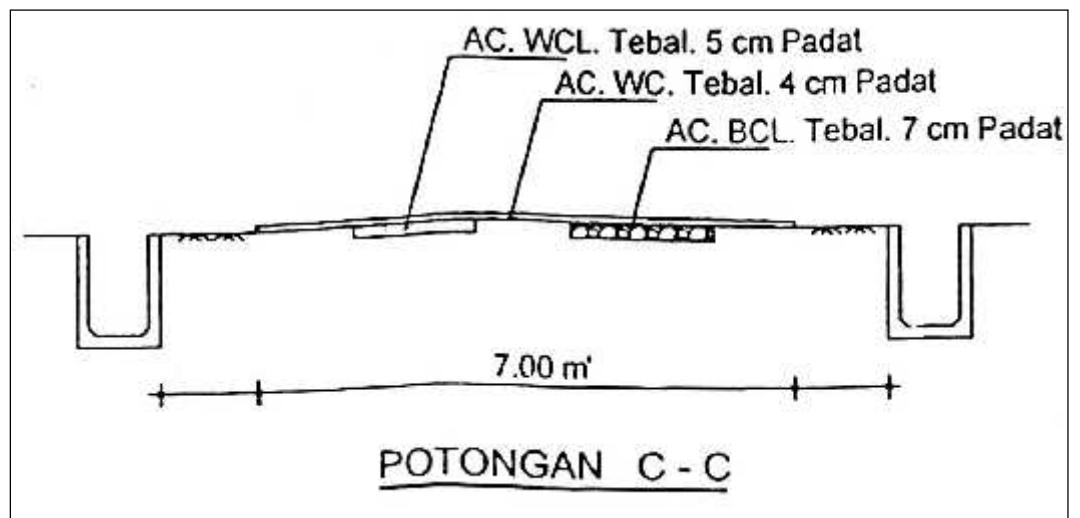 AC. WCL. Tebal. 5 cm Padat
AC. WC. Tebal. 4 cm Padat
AC. BCL. Tebal. 7 cm Padat
7.00 m'
POTONGAN C - C